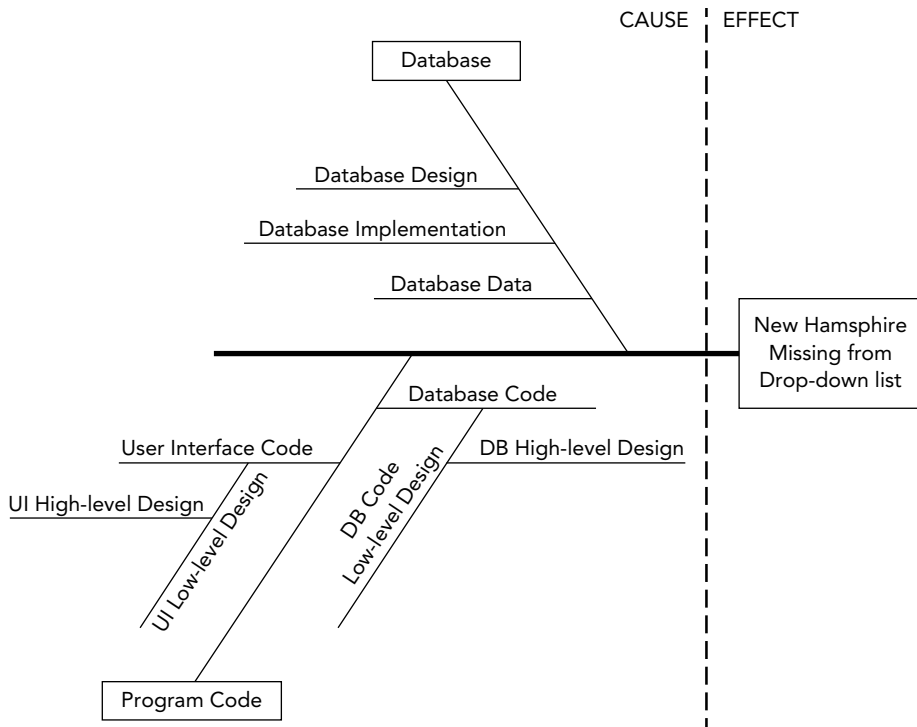 CAUSE
EFFECT
Database
Database Design
Database Implementation
Database Data
New Hamsphire
Missing from
Drop-down list
Database Code
User Interface Code
DB High-level Design
DB Code
Low-level Design
UI High-level Design
UI Low-level Design
Program Code